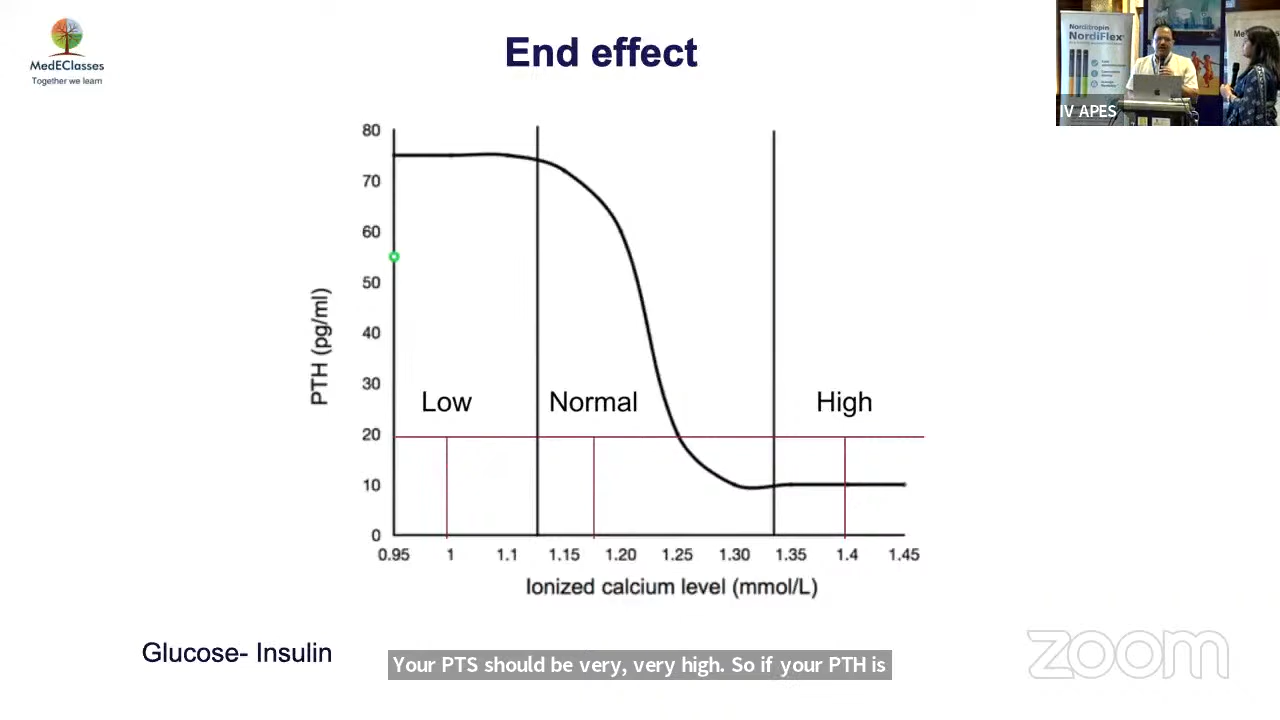 MedEClasses
Together we learn
End effect
Norditropin
NordiFlex
IV APES
80
70
60
50
40
30
20
10
0
PTH (pg/ml)
Low
Normal
High
0.95 1 1.1 1.15 1.20 1.25 1.30 1.35 1.4 1.45
Ionized calcium level (mmol/L)
Glucose- Insulin
Your PTS should be very, very high. So if your PTH is
zoom